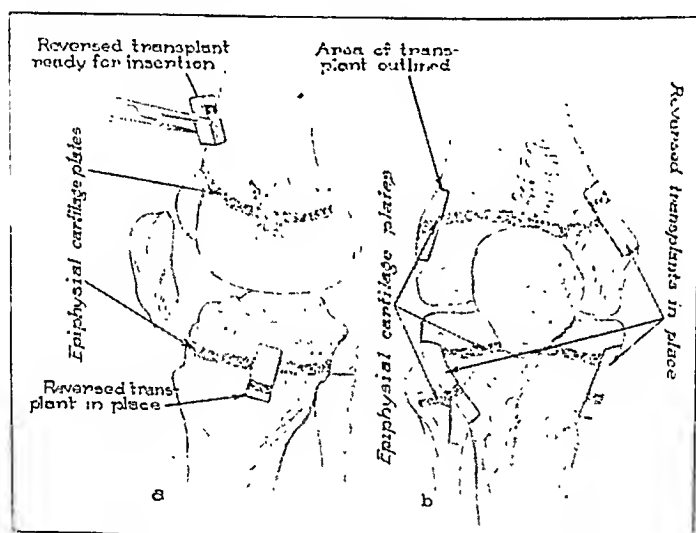 Reversed transplant
ready for insertion
Epiphysial cartilage plates
Reversed trans-
plant in place
a
Area of trans-
plant outlined
Epiphysial cartilage plates
Reversed transplants in place
b